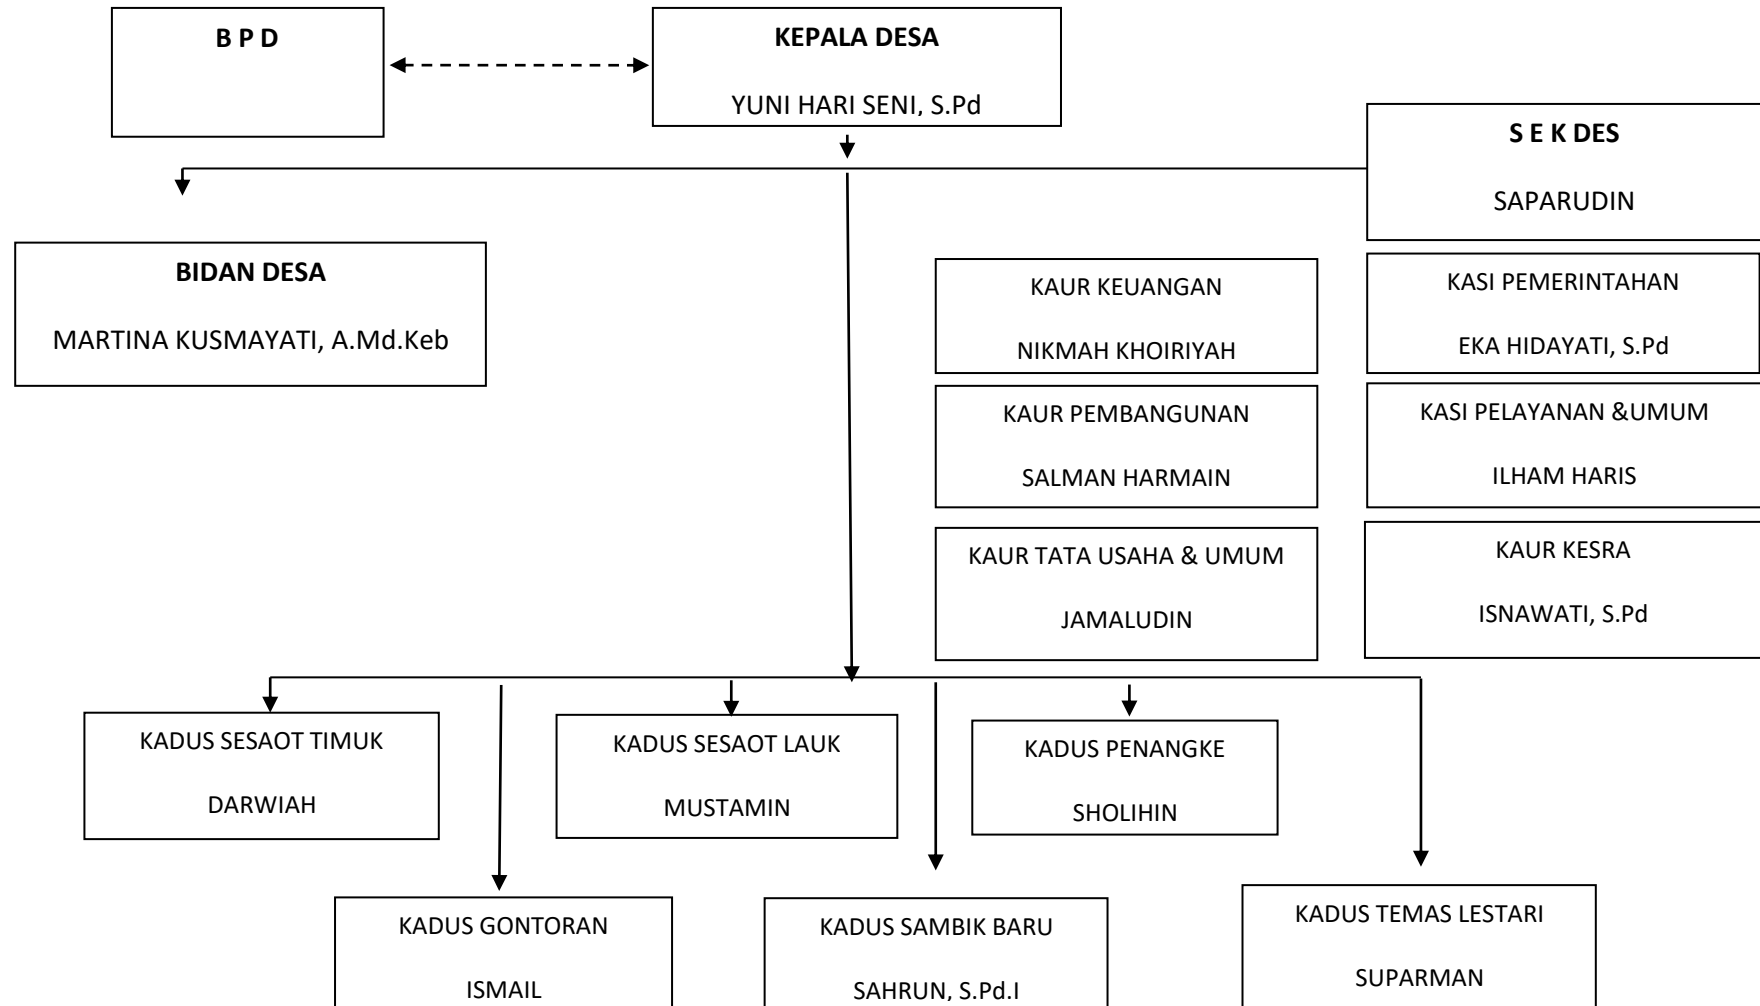 B P D
KEPALA DESA
YUNI HARI SENI, S.Pd
S E K DES
SAPARUDIN
BIDAN DESA
MARTINA KUSMAYATI, A.Md.Keb
KAUR KEUANGAN
NIKMAH KHOIRIYAH
KASI PEMERINTAHAN
EKA HIDAYATI, S.Pd
KAUR PEMBANGUNAN
SALMAN HARMAIN
KASI PELAYANAN &UMUM
ILHAM HARIS
KAUR TATA USAHA & UMUM
JAMALUDIN
KAUR KESRA
ISNAWATI, S.Pd
KADUS SESAOT TIMUK
DARWIAH
KADUS SESAOT LAUK
MUSTAMIN
KADUS PENANGKE
SHOLIHIN
KADUS GONTORAN
ISMAIL
KADUS SAMBIK BARU
SAHRUN, S.Pd.I
KADUS TEMAS LESTARI
SUPARMAN